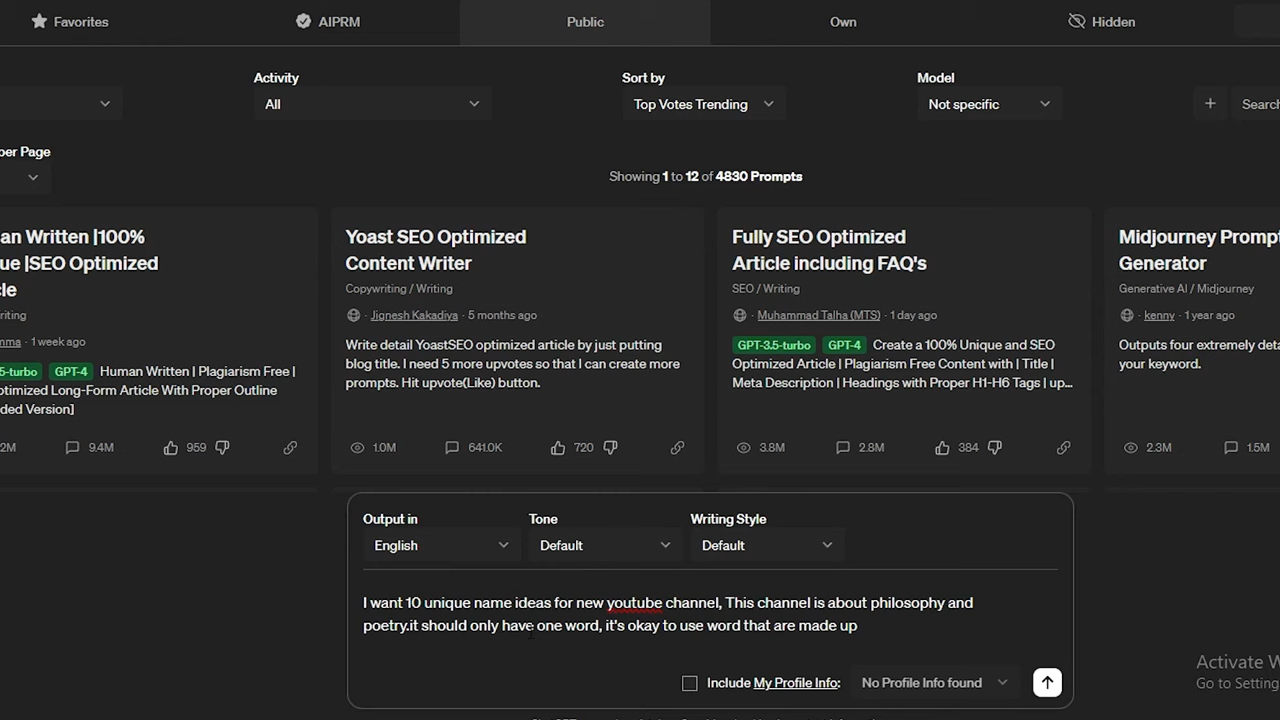 Favorites
AIPRM
Public
Own
Hidden
Activity
Sort by
Model
All
Top Votes Trending
Not specific
Search
per Page
Showing 1 to 12 of 4830 Prompts
an Written |100%
ue |SEO Optimized
cle
riting
mma · 1 week ago
.5-turbo GPT-4 Human Written | Plagiarism Free |
ptimized Long-Form Article With Proper Outline
ded Version]
2M 9.4M 959
Yoast SEO Optimized
Content Writer
Copywriting / Writing
· Jignesh Kakadiya · 5 months ago
Write detail YoastSEO optimized article by just putting
blog title. I need 5 more upvotes so that I can create more
prompts. Hit upvote(Like) button.
1.0M 641.0K 720
Fully SEO Optimized
Article including FAQ's
SEO / Writing
· Muhammad Talha (MTS) · 1 day ago
GPT-3.5-turbo GPT-4 Create a 100% Unique and SEO
Optimized Article | Plagiarism Free Content with | Title |
Meta Description | Headings with Proper H1-H6 Tags | up...
3.8M 2.8M 384
Midjourney Prompt
Generator
Generative AI / Midjourney
· kenny · 1 year ago
Outputs four extremely deta
your keyword.
2.3M 1.5M
Output in
Tone
Writing Style
English
Default
Default
I want 10 unique name ideas for new youtube channel, This channel is about philosophy and
poetry.it should only have one word, it's okay to use word that are made up
Include My Profile Info:
No Profile Info found
Activate W
Go to Setting